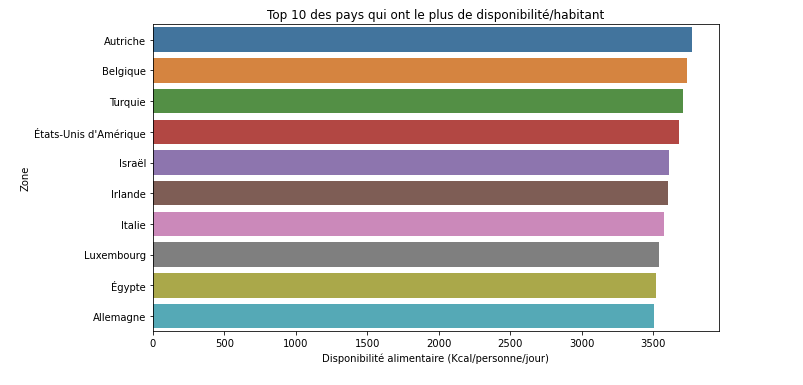 Top 10 des pays qui ont le plus de disponibilité/habitant
Zone
Autriche
Belgique
Turquie
États-Unis d'Amérique
Israël
Irlande
Italie
Luxembourg
Égypte
Allemagne
0 500 1000 1500 2000 2500 3000 3500
Disponibilité alimentaire (Kcal/personne/jour)